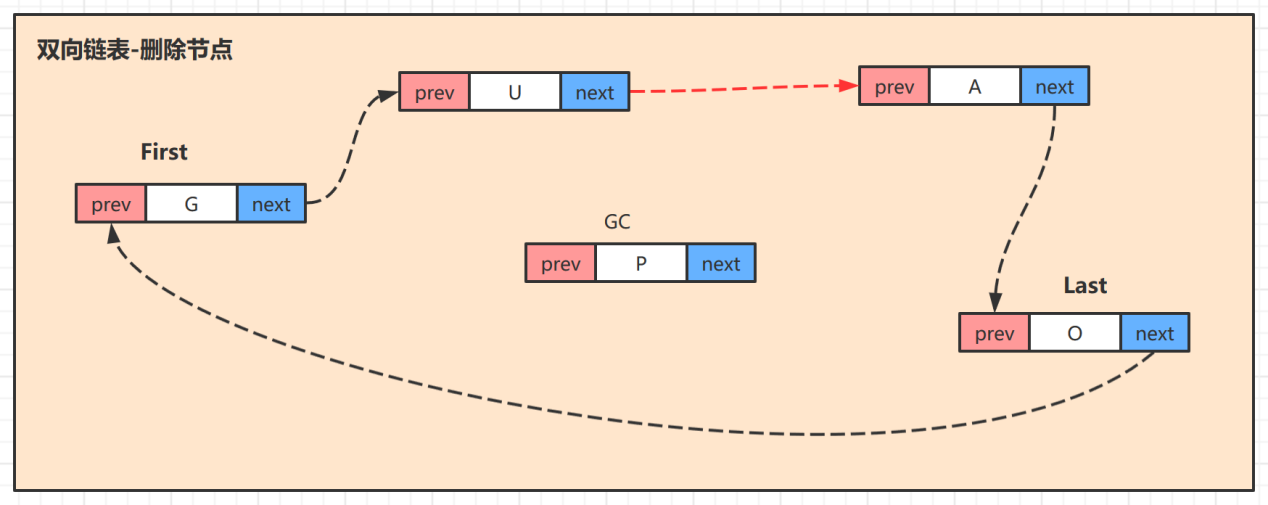 双向链表-删除节点
prev U next
prev A next
First
prev G next
GC
prev P next
Last
prev O next